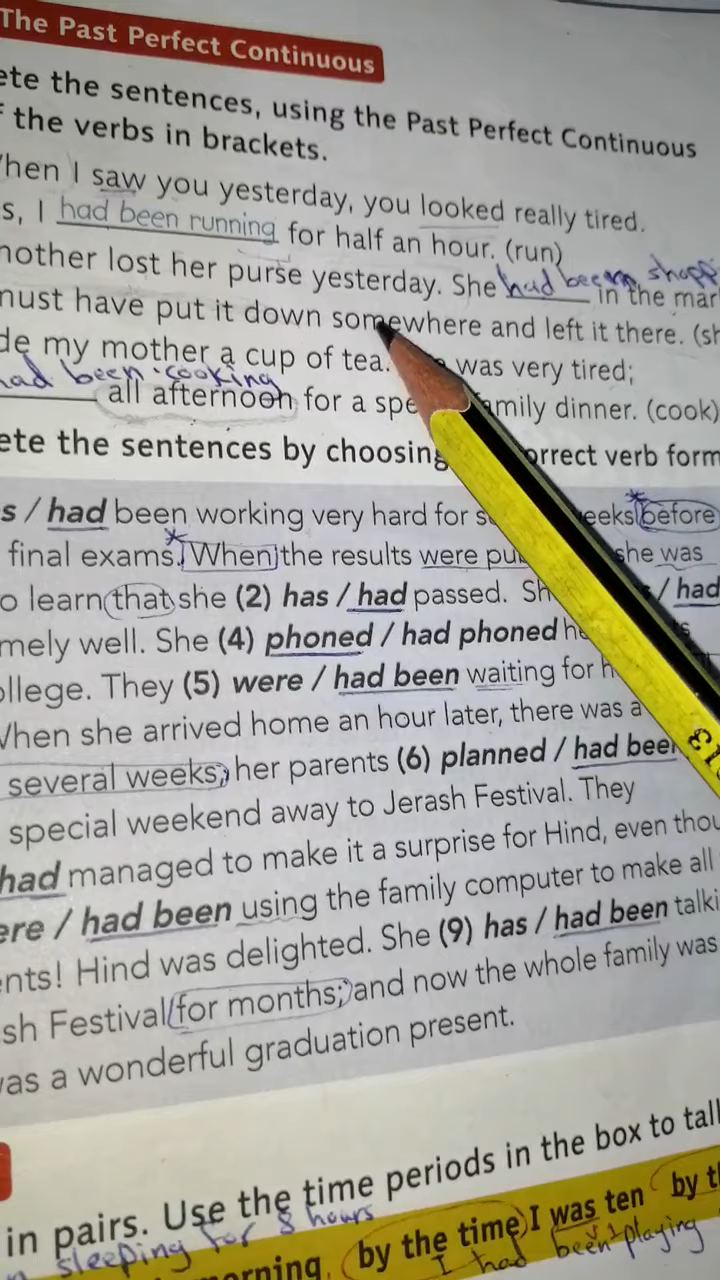 The Past Perfect Continuous
ete the sentences, using the Past Perfect Continuous
f the verbs in brackets.
hen I saw you yesterday, you looked really tired.
s, I had been running for half an hour. (run)
mother lost her purse yesterday. She had been shopp in the mar
must have put it down somewhere and left it there. (sh
de my mother a cup of tea. was very tired;
had been cooking all afternoon for a spe amily dinner. (cook)
ete the sentences by choosing orrect verb form
s / had been working very hard for s eeks before
final exams. When the results were pu she was
o learn that she (2) has / had passed. Sh / had
mely well. She (4) phoned / had phoned he
ollege. They (5) were / had been waiting for h
When she arrived home an hour later, there was a
several weeks, her parents (6) planned / had been
special weekend away to Jerash Festival. They
had managed to make it a surprise for Hind, even thou
ere / had been using the family computer to make all
ents! Hind was delighted. She (9) has / had been talki
sh Festival for months; and now the whole family was
was a wonderful graduation present.
in pairs. Use the time periods in the box to tal
sleeping for 8 hours
morning by the time I was ten by th
I had been playing